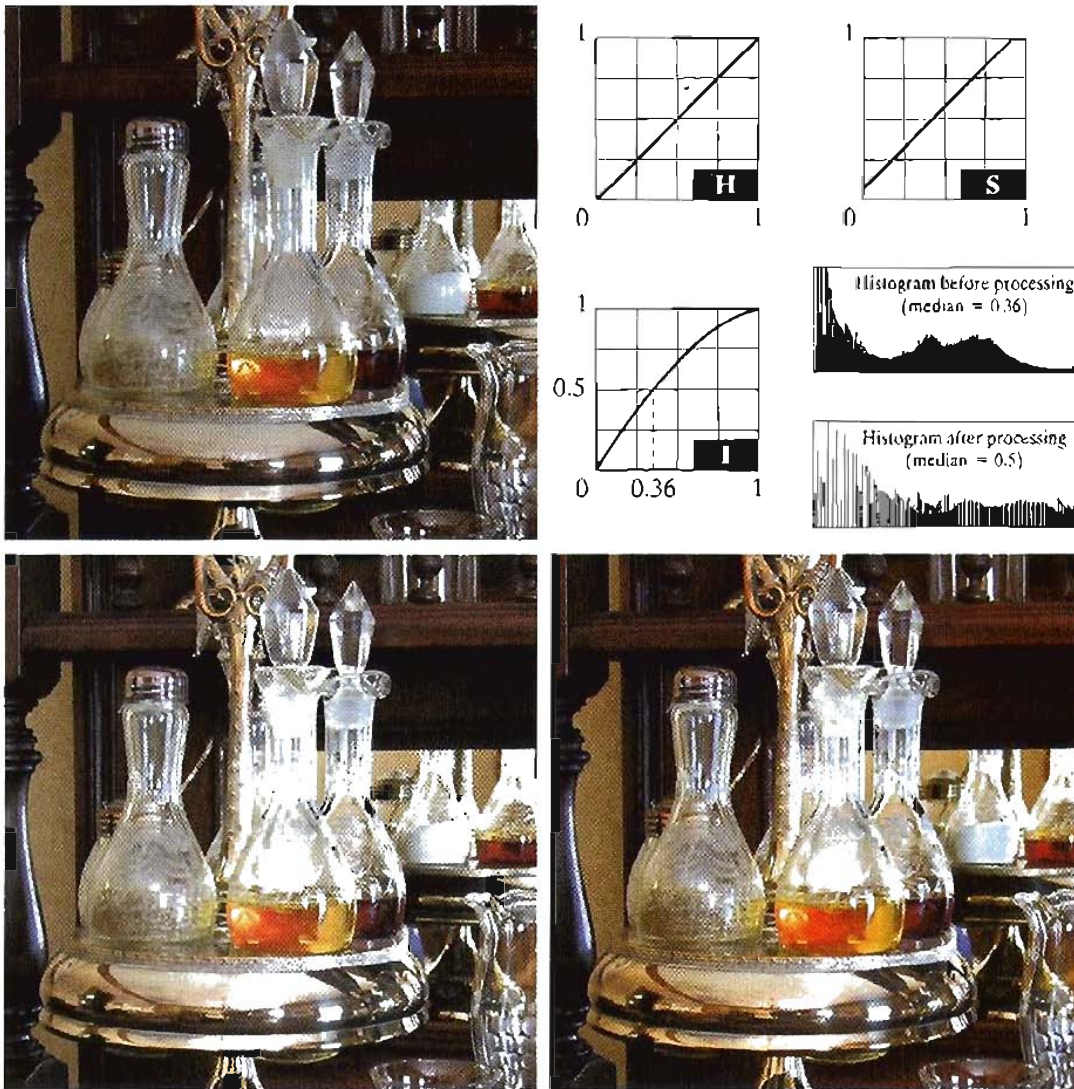 1
H
0
1
1
S
0
1
1
0.5
I
0
0.36
1
Histogram before processing
(median = 0.36)
Histogram after processing
(median = 0.5)